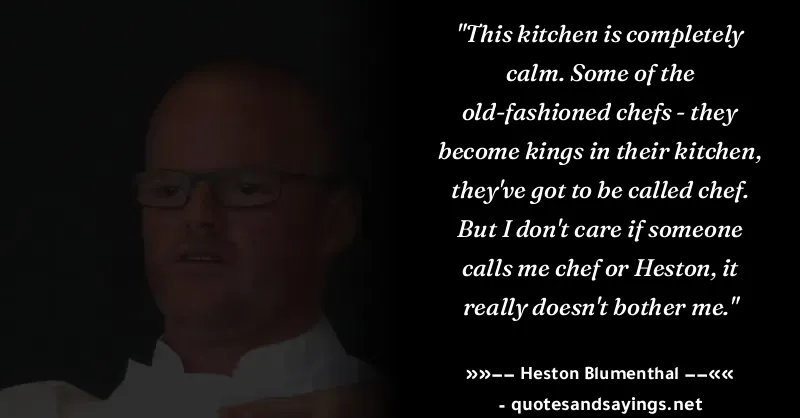 "This kitchen is completely
calm. Some of the
old-fashioned chefs - they
become kings in their kitchen,
they've got to be called chef.
But I don't care if someone
calls me chef or Heston, it
really doesn't bother me."
»»–– Heston Blumenthal ––««
- quotesandsayings.net